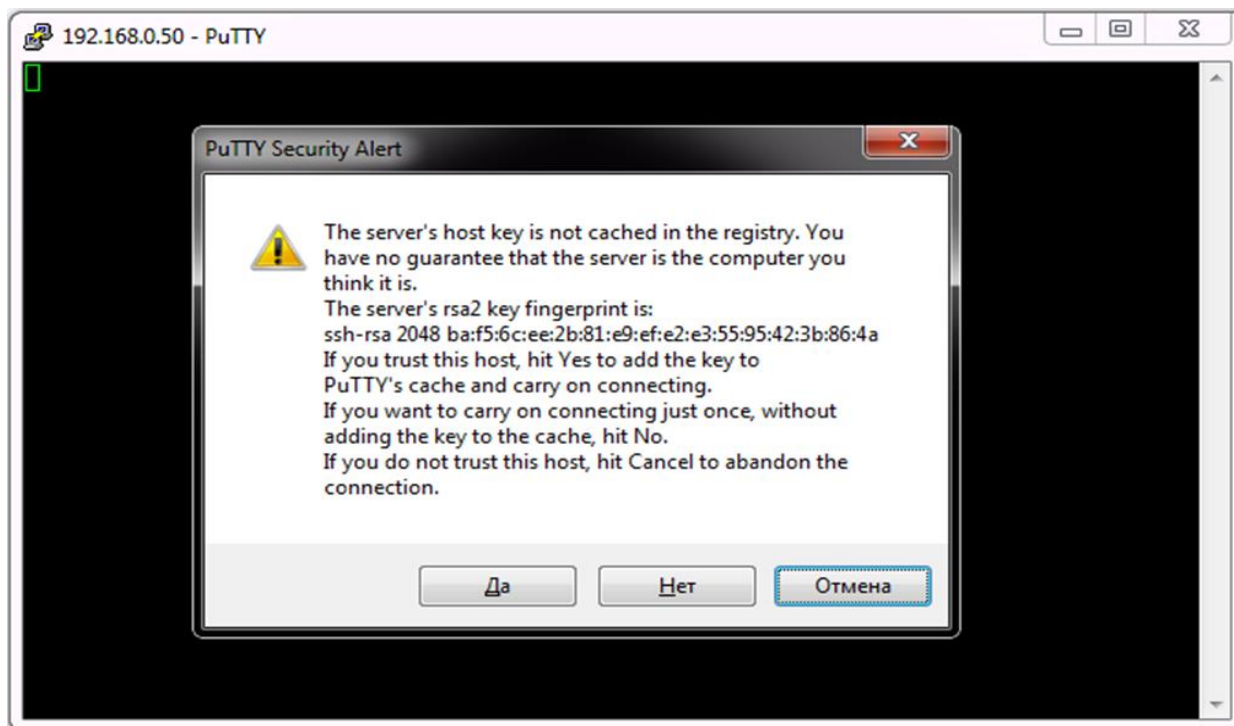 192.168.0.50 - PuTTY
PuTTY Security Alert
The server's host key is not cached in the registry. You
have no guarantee that the server is the computer you
think it is.
The server's rsa2 key fingerprint is:
ssh-rsa 2048 ba:f5:6c:ee:2b:81:e9:ef:e2:e3:55:95:42:3b:86:4a
If you trust this host, hit Yes to add the key to
PuTTY's cache and carry on connecting.
If you want to carry on connecting just once, without
adding the key to the cache, hit No.
If you do not trust this host, hit Cancel to abandon the
connection.
Да Нет Отмена